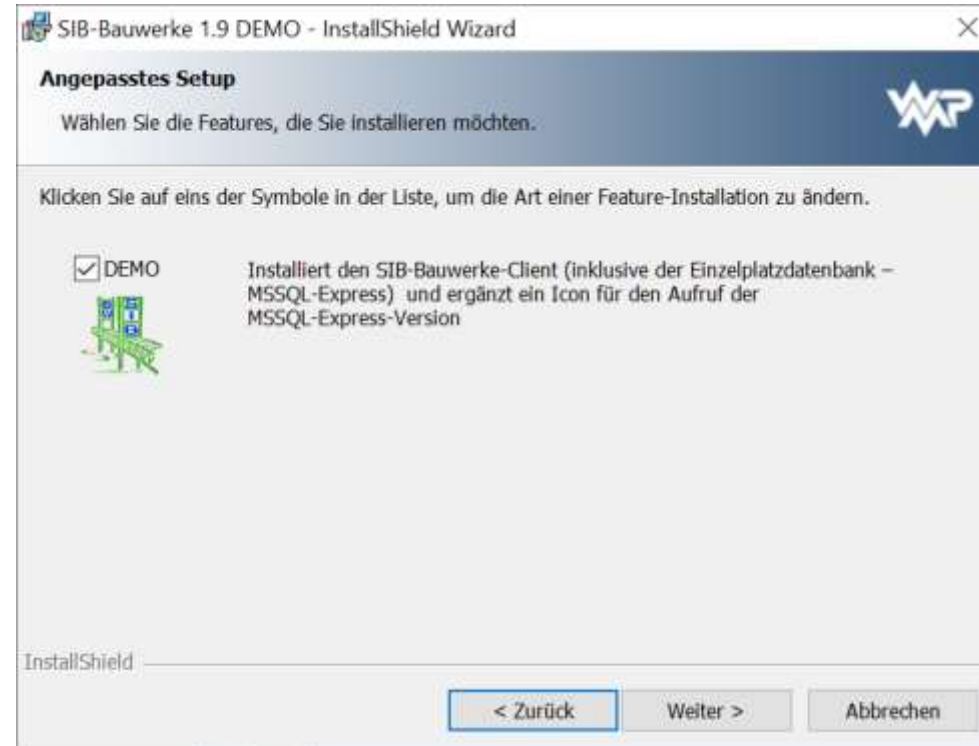 SIB-Bauwerke 1.9 DEMO - InstallShield Wizard
Angepasstes Setup
Wählen Sie die Features, die Sie installieren möchten.
Klicken Sie auf eins der Symbole in der Liste, um die Art einer Feature-Installation zu ändern.
DEMO
Installiert den SIB-Bauwerke-Client (inklusive der Einzelplatzdatenbank –
MSSQL-Express) und ergänzt ein Icon für den Aufruf der
MSSQL-Express-Version
InstallShield
< Zurück
Weiter >
Abbrechen